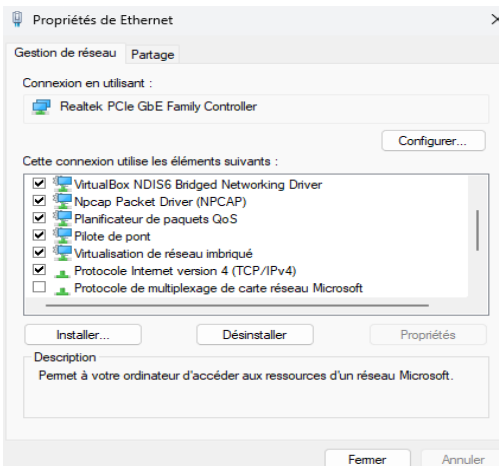 Propriétés de Ethernet
Gestion de réseau Partage
Connexion en utilisant :
Realtek PCIe GbE Family Controller
Configurer...
Cette connexion utilise les éléments suivants :
VirtualBox NDIS6 Bridged Networking Driver
Npcap Packet Driver (NPCAP)
Planificateur de paquets QoS
Pilote de pont
Virtualisation de réseau imbriqué
Protocole Internet version 4 (TCP/IPv4)
Protocole de multiplexage de carte réseau Microsoft
Installer... Désinstaller Propriétés
Description
Permet à votre ordinateur d'accéder aux ressources d'un réseau Microsoft.
Fermer Annuler